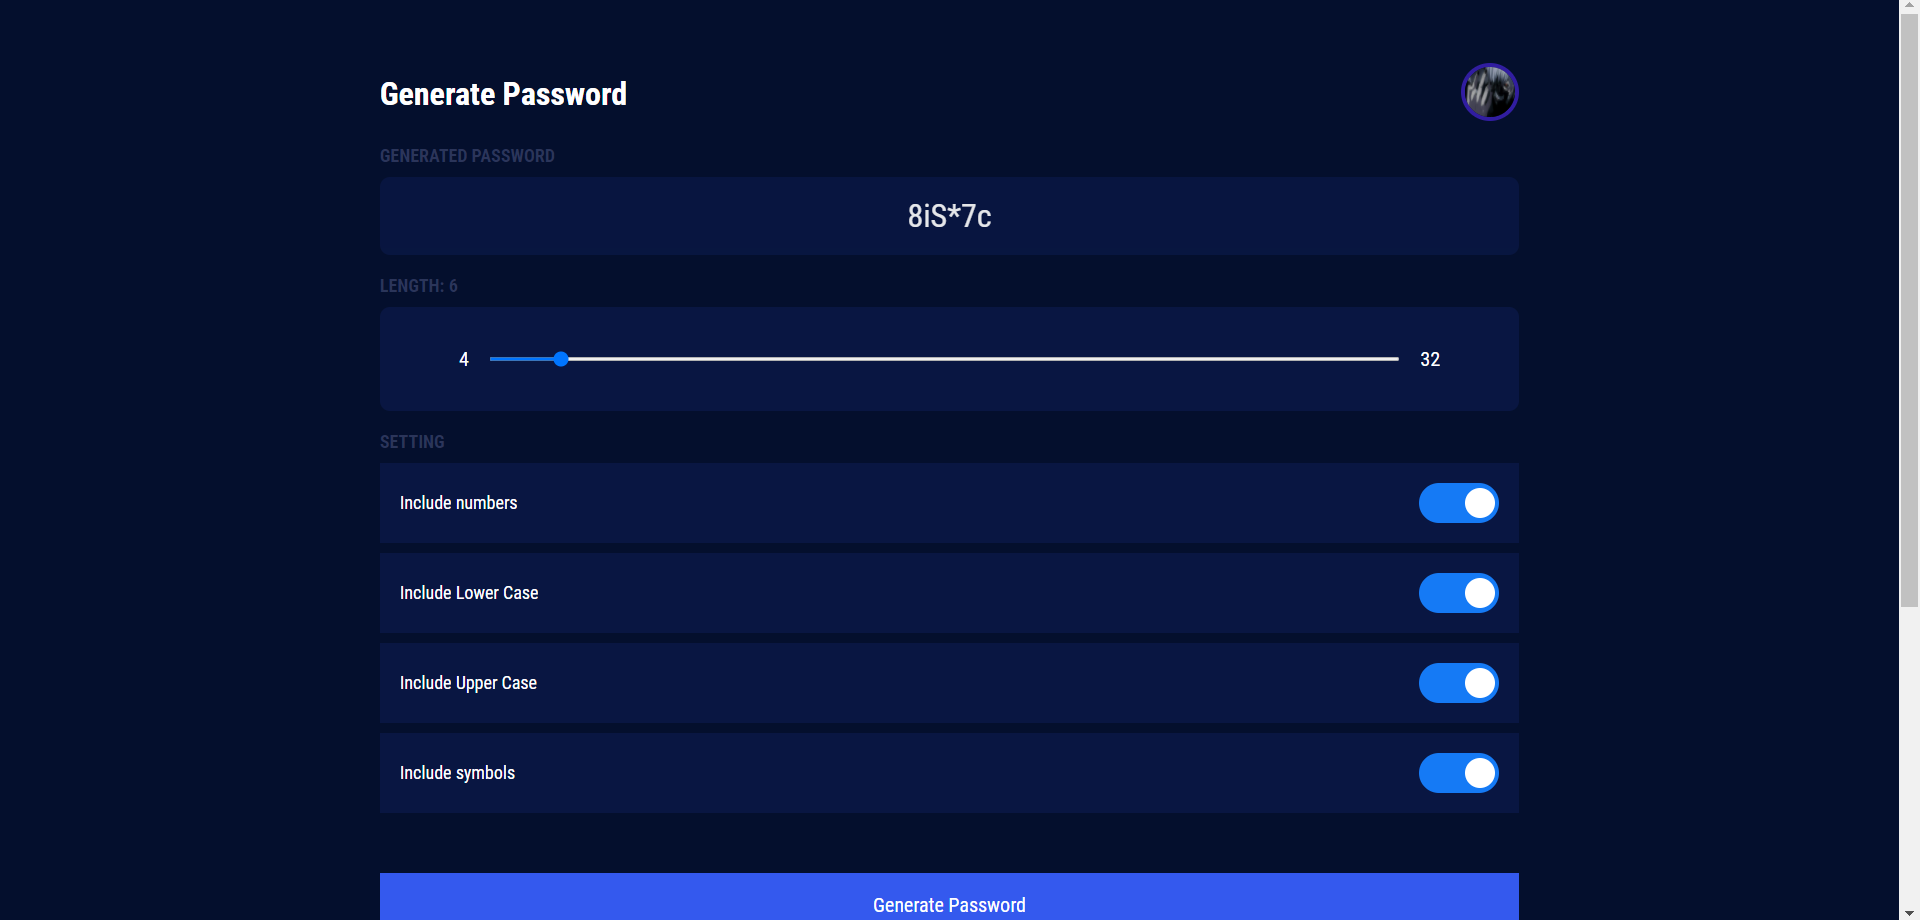 Generate Password
GENERATED PASSWORD
8iS*7c
LENGTH: 6
4 32
SETTING
Include numbers
Include Lower Case
Include Upper Case
Include symbols
Generate Password